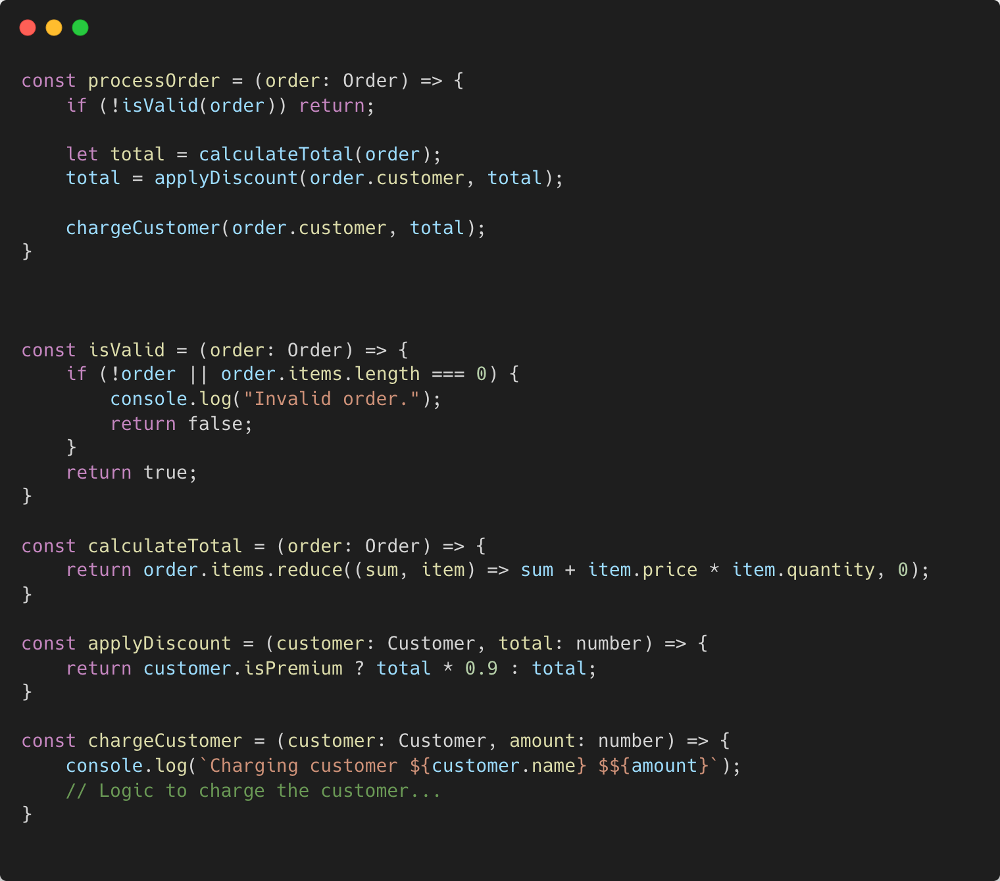 const processOrder = (order: Order) => {
    if (!isValid(order)) return;

    let total = calculateTotal(order);
    total = applyDiscount(order.customer, total);

    chargeCustomer(order.customer, total);
}

const isValid = (order: Order) => {
    if (!order || order.items.length === 0) {
        console.log("Invalid order.");
        return false;
    }
    return true;
}

const calculateTotal = (order: Order) => {
    return order.items.reduce((sum, item) => sum + item.price * item.quantity, 0);
}

const applyDiscount = (customer: Customer, total: number) => {
    return customer.isPremium ? total * 0.9 : total;
}

const chargeCustomer = (customer: Customer, amount: number) => {
    console.log(`Charging customer ${customer.name} $${amount}`);
    // Logic to charge the customer...
}